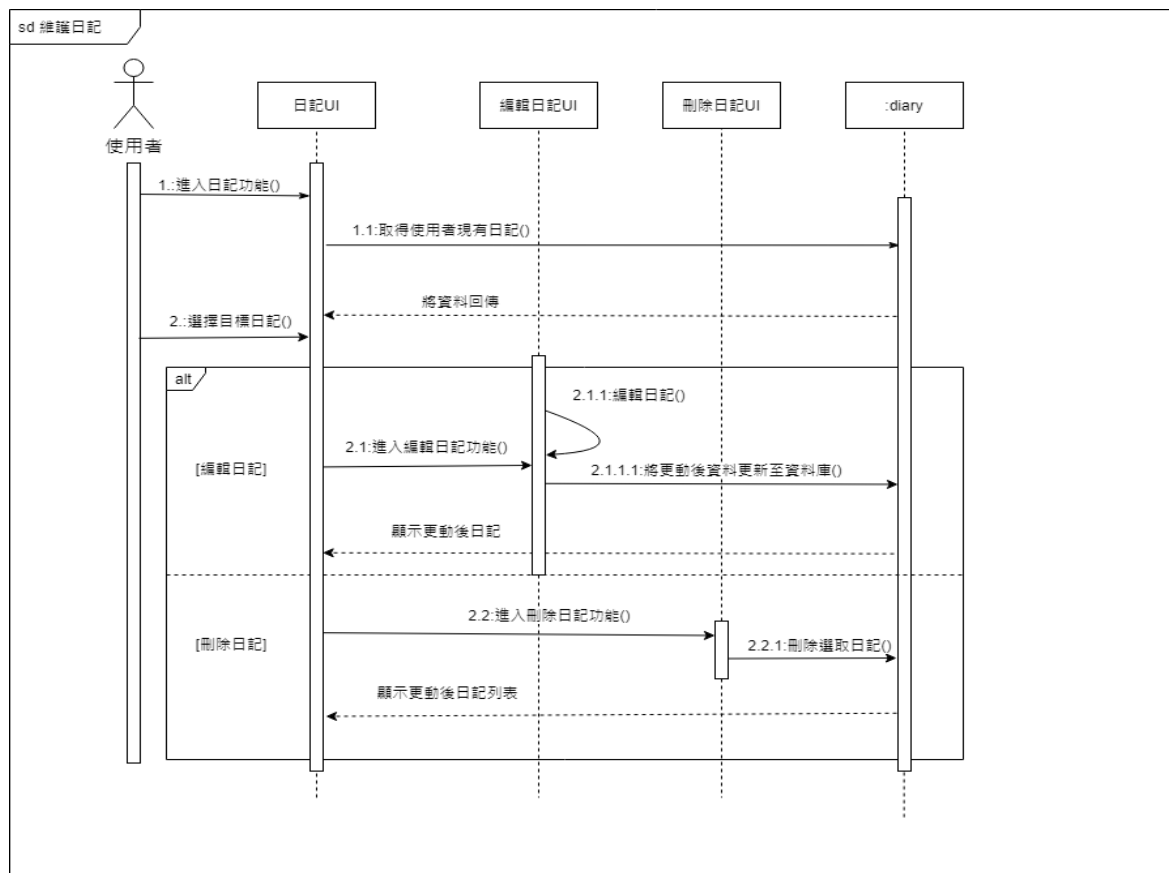 sd 維護日記
使用者
日記UI
編輯日記UI
刪除日記UI
:diary
1.:進入日記功能()
1.1:取得使用者現有日記()
將資料回傳
2.:選擇目標日記()
alt
2.1.1:編輯日記()
2.1:進入編輯日記功能()
[編輯日記]
2.1.1.1:將更動後資料更新至資料庫()
顯示更動後日記
2.2:進入刪除日記功能()
[刪除日記]
2.2.1:刪除選取日記()
顯示更動後日記列表